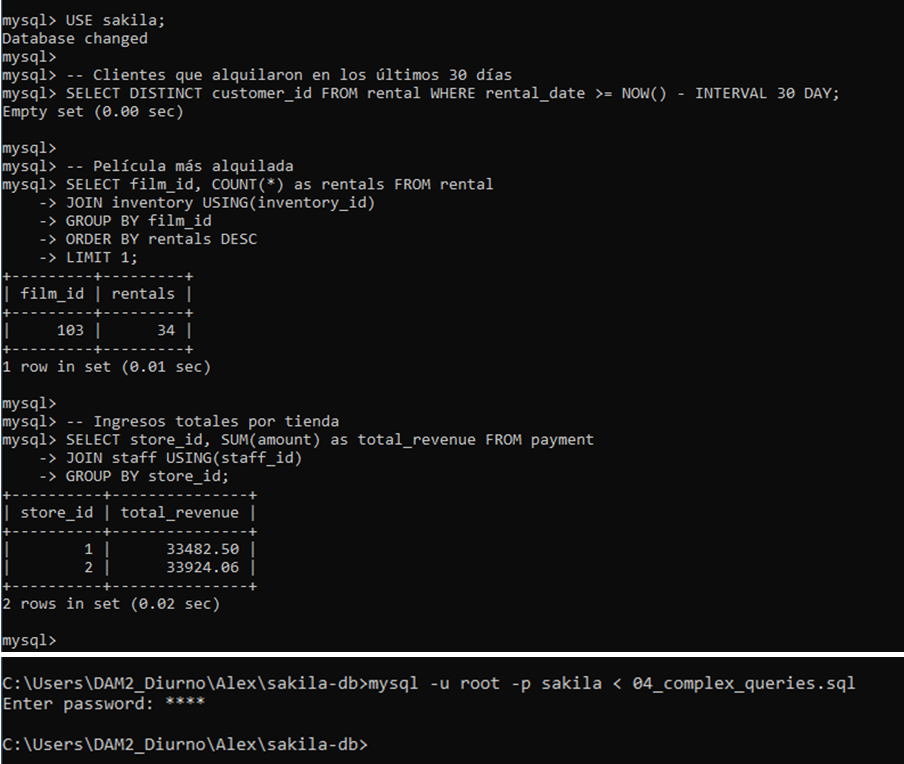 mysql> USE sakila;
Database changed
mysql>
mysql> -- Clientes que alquilaron en los últimos 30 días
mysql> SELECT DISTINCT customer_id FROM rental WHERE rental_date >= NOW() - INTERVAL 30 DAY;
Empty set (0.00 sec)
mysql>
mysql> -- Película más alquilada
mysql> SELECT film_id, COUNT(*) as rentals FROM rental
    -> JOIN inventory USING(inventory_id)
    -> GROUP BY film_id
    -> ORDER BY rentals DESC
    -> LIMIT 1;
+---------+---------+
| film_id | rentals |
+---------+---------+
|     103 |      34 |
+---------+---------+
1 row in set (0.01 sec)
mysql>
mysql> -- Ingresos totales por tienda
mysql> SELECT store_id, SUM(amount) as total_revenue FROM payment
    -> JOIN staff USING(staff_id)
    -> GROUP BY store_id;
+----------+---------------+
| store_id | total_revenue |
+----------+---------------+
|        1 |      33482.50 |
|        2 |      33924.06 |
+----------+---------------+
2 rows in set (0.02 sec)
mysql>
C:\Users\DAM2_Diurno\Alex\sakila-db>mysql -u root -p sakila < 04_complex_queries.sql
Enter password: ****
C:\Users\DAM2_Diurno\Alex\sakila-db>